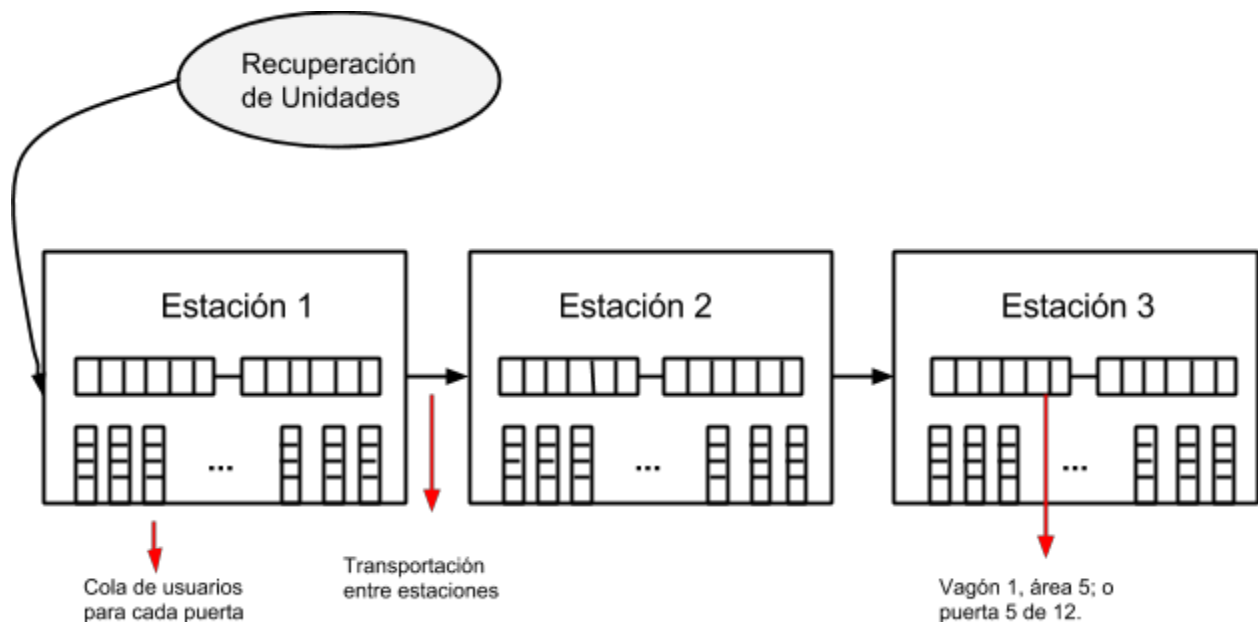 Recuperación
de Unidades
Estación 1
Estación 2
Estación 3
...
...
...
Cola de usuarios
para cada puerta
Transportación
entre estaciones
Vagón 1, área 5; o
puerta 5 de 12.